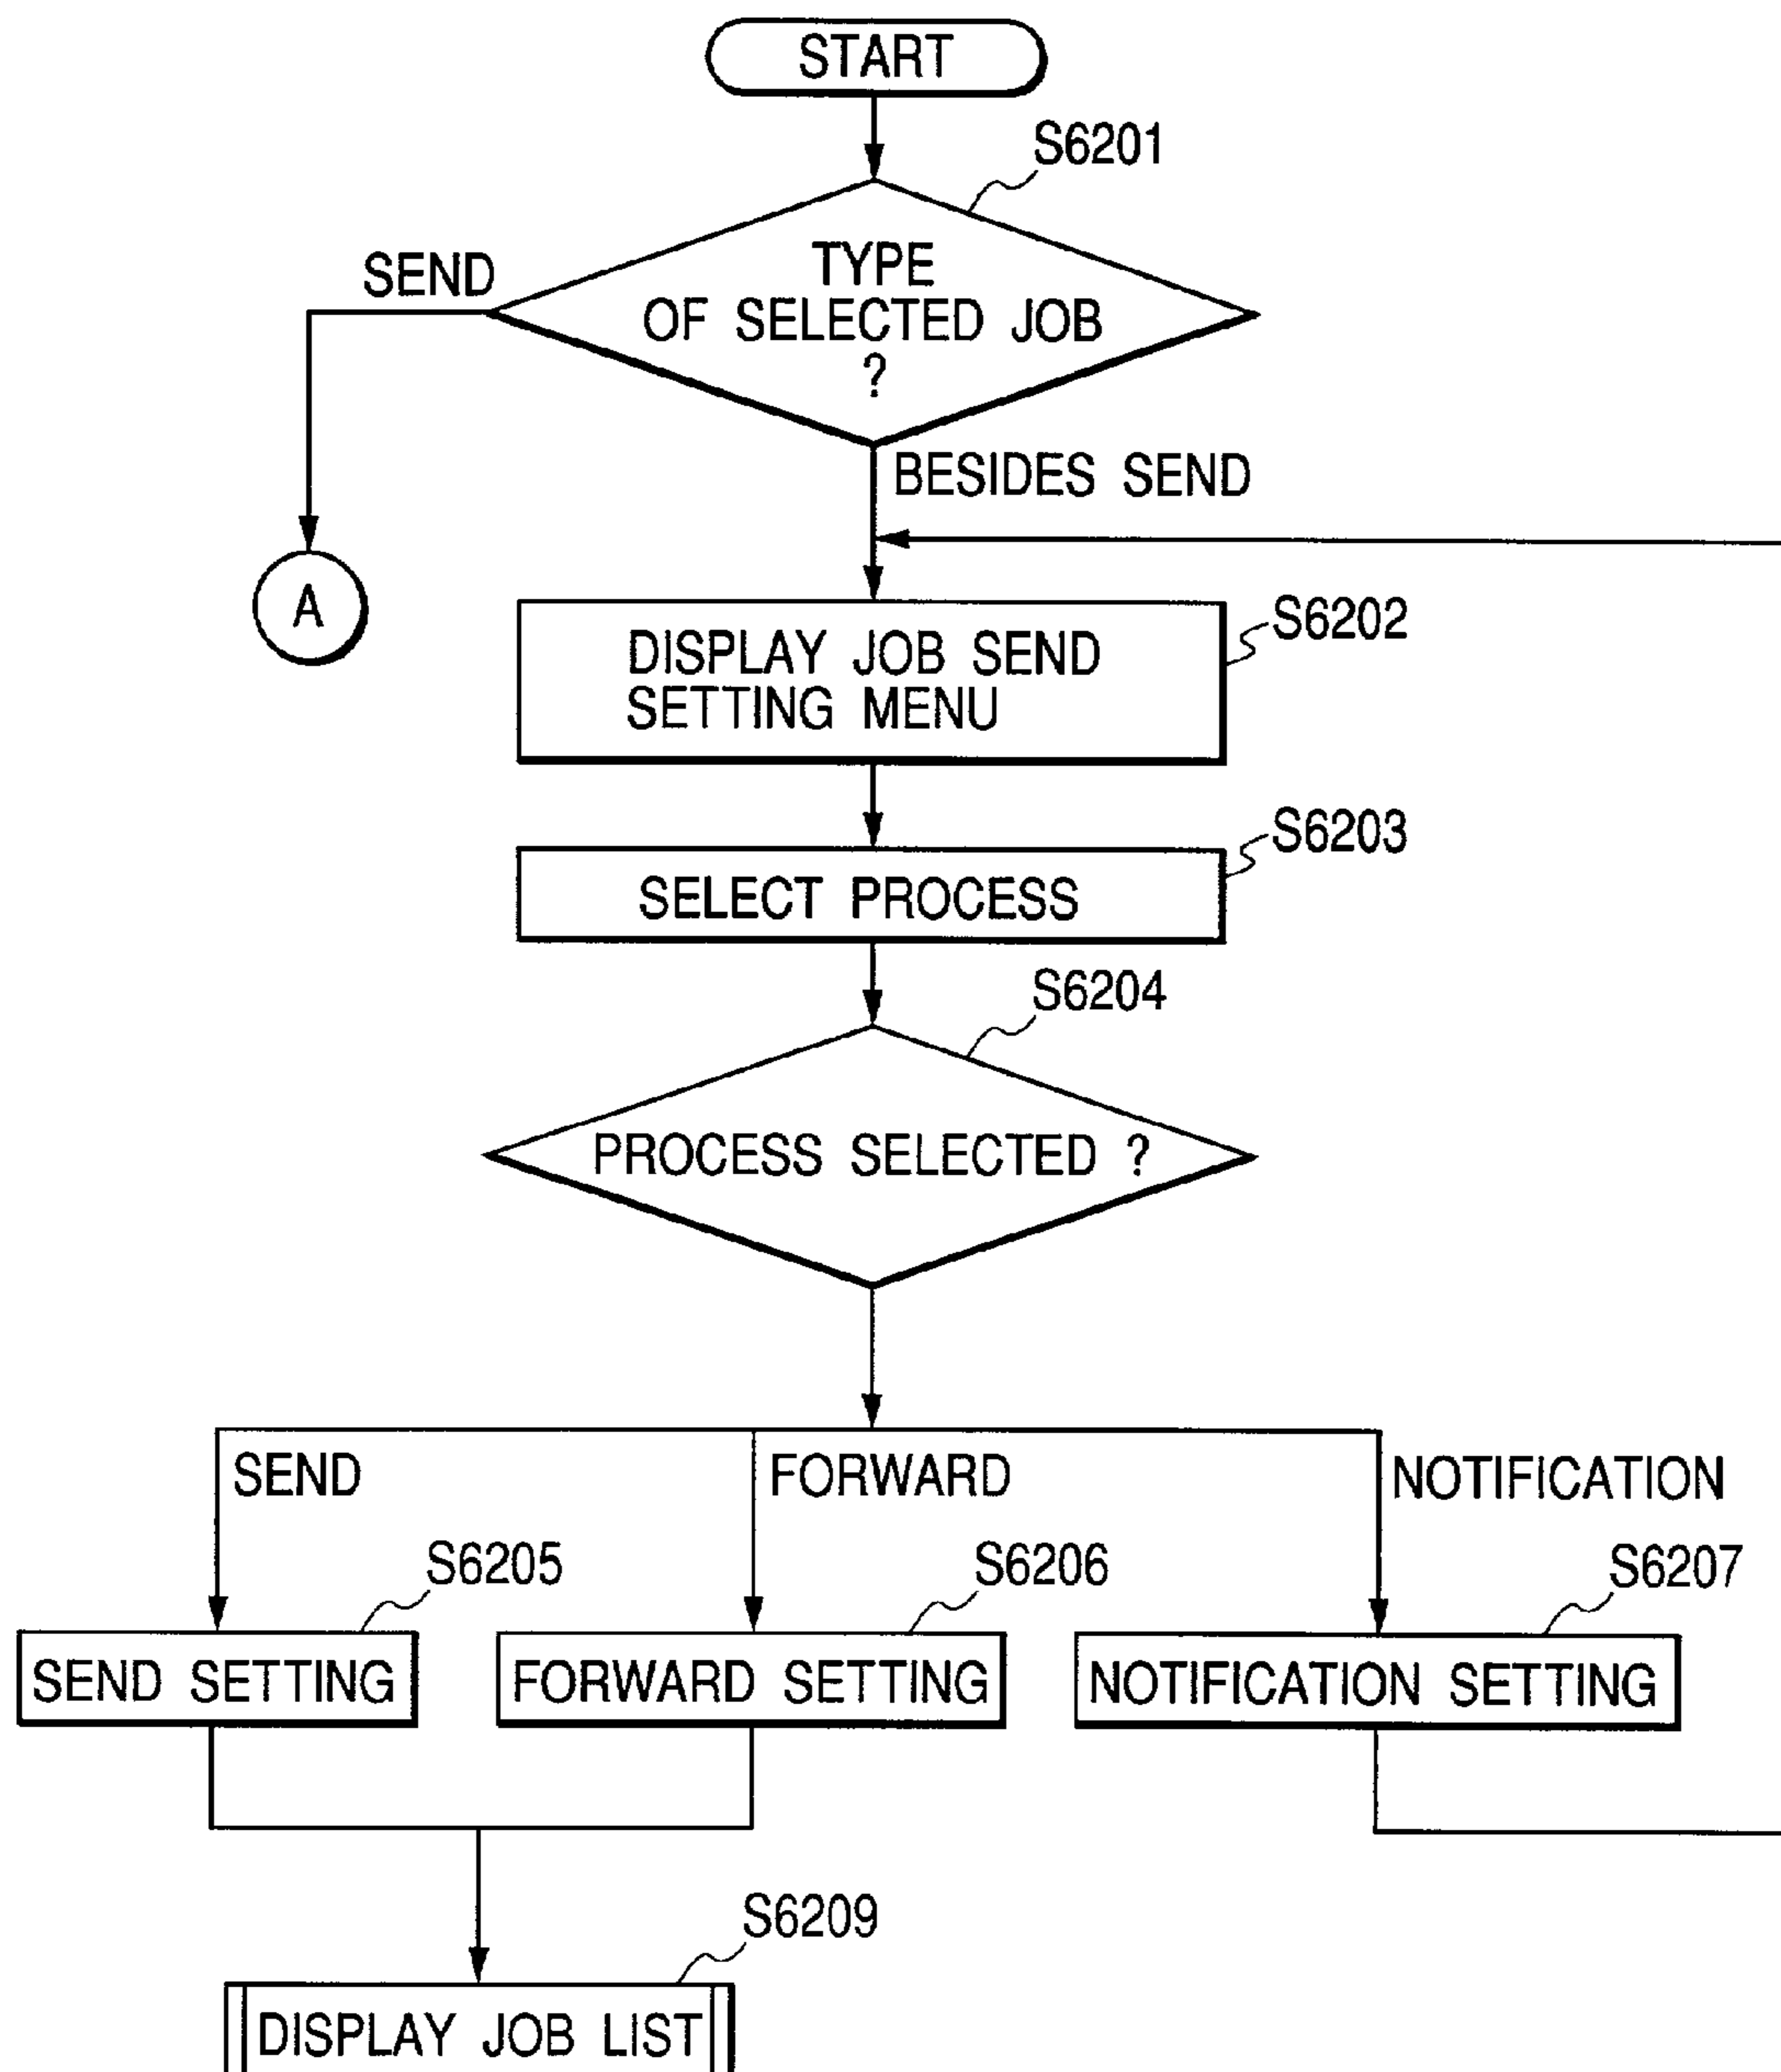 START
S6201
SEND
TYPE
OF SELECTED JOB
?
BESIDES SEND
A
S6202
DISPLAY JOB SEND
SETTING MENU
S6203
SELECT PROCESS
S6204
PROCESS SELECTED ?
SEND
FORWARD
NOTIFICATION
S6205
S6206
S6207
SEND SETTING
FORWARD SETTING
NOTIFICATION SETTING
S6209
DISPLAY JOB LIST